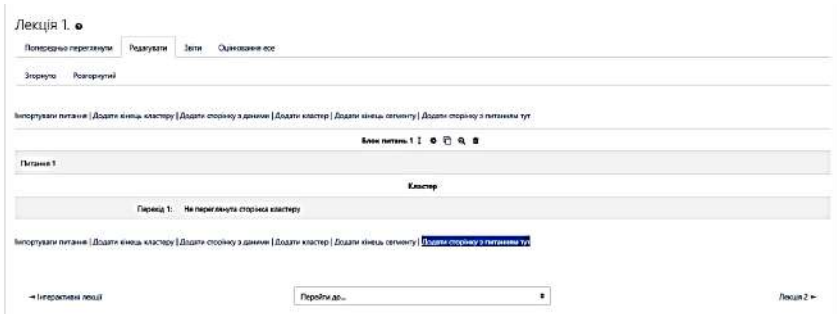 Лекція 1.
Попередньо переглянути Редагувати Звіти Оцінювання есе
Згорнуто Розгорнутий
Імпортувати питання | Додати кінець кластеру | Додати сторінку з даними | Додати кластер | Додати кінець сегменту | Додати сторінку з питанням тут
Блок питань 1
Питання 1
Кластер
Перехід 1: Не переглянута сторінка кластеру
Імпортувати питання | Додати кінець кластеру | Додати сторінку з даними | Додати кластер | Додати кінець сегменту | Додати сторінку з питанням тут
◄ Інтерактивні лекції Перейти до... Лекція 2 ►